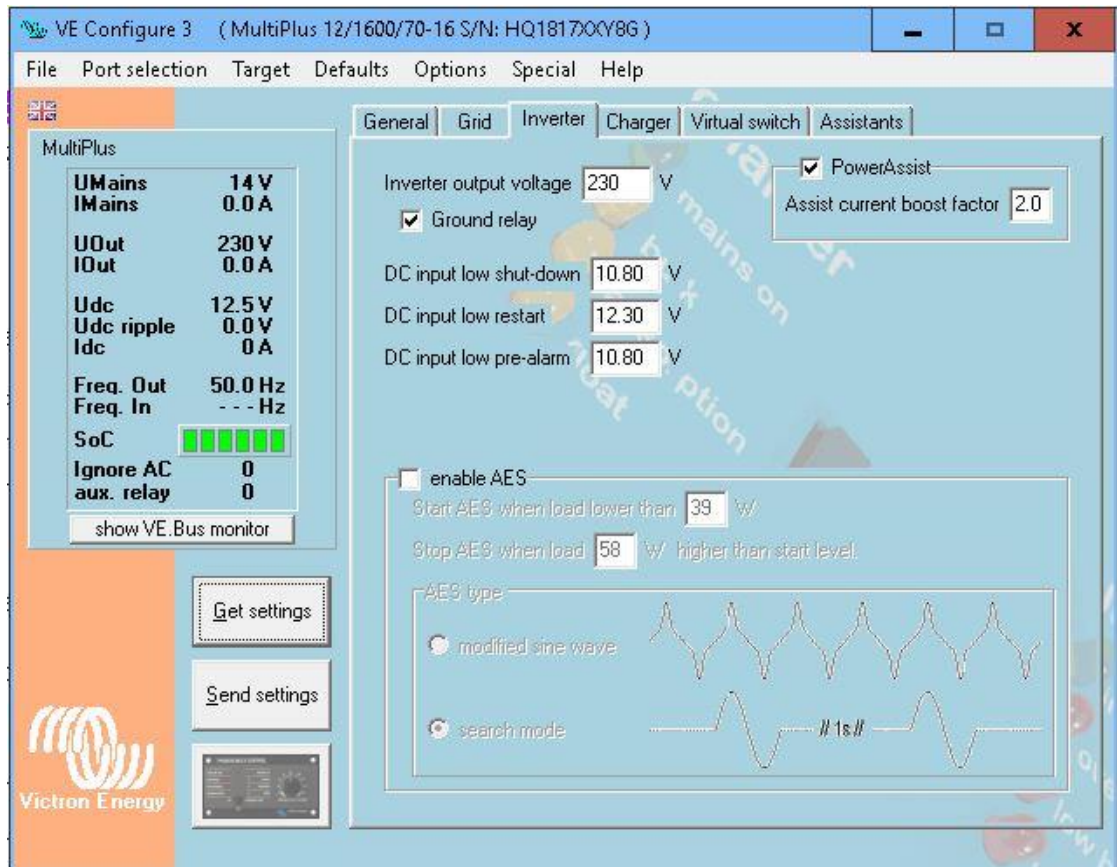 VE Configure 3 ( MultiPlus 12/1600/70-16 S/N: HQ1817XXY8G )
File Port selection Target Defaults Options Special Help
General Grid Inverter Charger Virtual switch Assistants
MultiPlus
UMains 14 V
IMains 0.0 A
UOut 230 V
IOut 0.0 A
Udc 12.5 V
Udc ripple 0.0 V
Idc 0 A
Freq. Out 50.0 Hz
Freq. In - - - Hz
SoC
Ignore AC 0
aux. relay 0
show VE.Bus monitor
Get settings
Send settings
Victron Energy
Inverter output voltage 230 V
Ground relay
PowerAssist
Assist current boost factor 2.0
DC input low shut-down 10.80 V
DC input low restart 12.30 V
DC input low pre-alarm 10.80 V
enable AES
Start AES when load lower than 39 W
Stop AES when load 58 W higher than start level.
AES type
modified sine wave
search mode
// 1s //
mains on
float